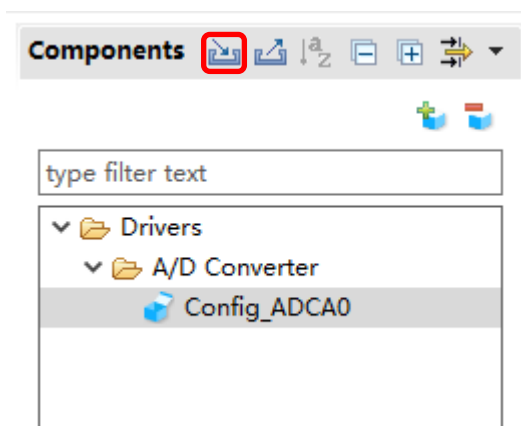 Components
type filter text
Drivers
A/D Converter
Config_ADCA0